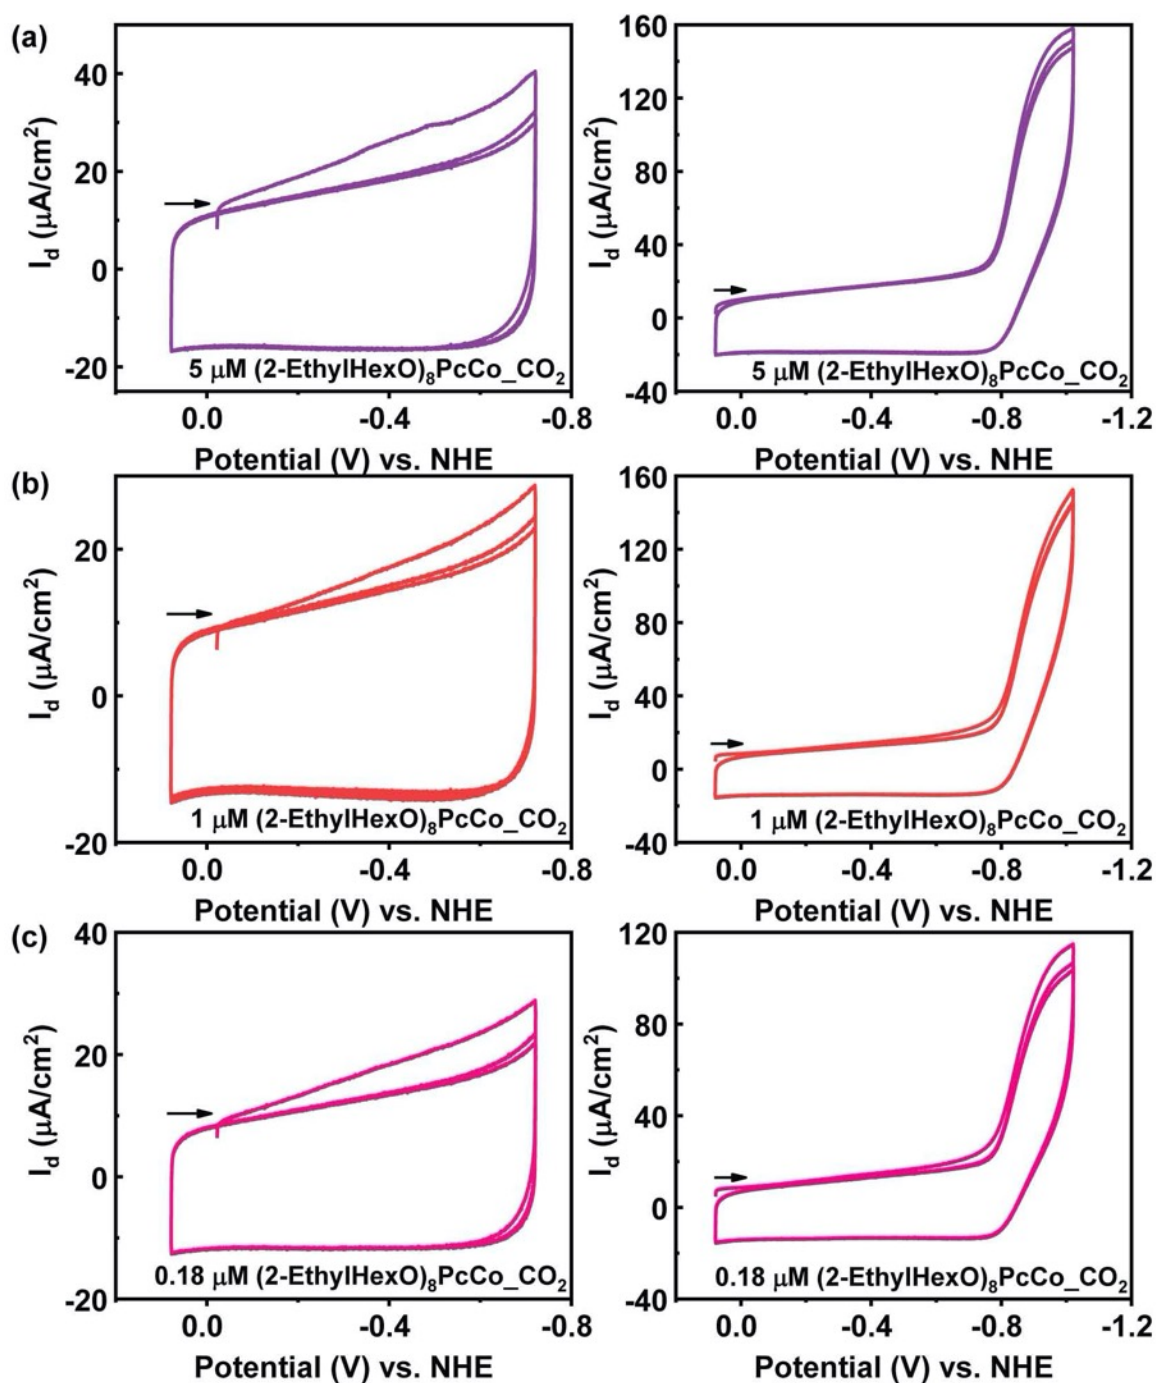 (a)
I_d (μA/cm²)
40
20
0
-20
5 μM (2-EthylHexO)₈PcCo_CO₂
0.0 -0.4 -0.8
Potential (V) vs. NHE
I_d (μA/cm²)
160
120
80
40
0
-40
5 μM (2-EthylHexO)₈PcCo_CO₂
0.0 -0.4 -0.8 -1.2
Potential (V) vs. NHE
(b)
I_d (μA/cm²)
20
0
-20
1 μM (2-EthylHexO)₈PcCo_CO₂
0.0 -0.4 -0.8
Potential (V) vs. NHE
I_d (μA/cm²)
160
120
80
40
0
-40
1 μM (2-EthylHexO)₈PcCo_CO₂
0.0 -0.4 -0.8 -1.2
Potential (V) vs. NHE
(c)
I_d (μA/cm²)
40
20
0
-20
0.18 μM (2-EthylHexO)₈PcCo_CO₂
0.0 -0.4 -0.8
Potential (V) vs. NHE
I_d (μA/cm²)
120
80
40
0
-40
0.18 μM (2-EthylHexO)₈PcCo_CO₂
0.0 -0.4 -0.8 -1.2
Potential (V) vs. NHE